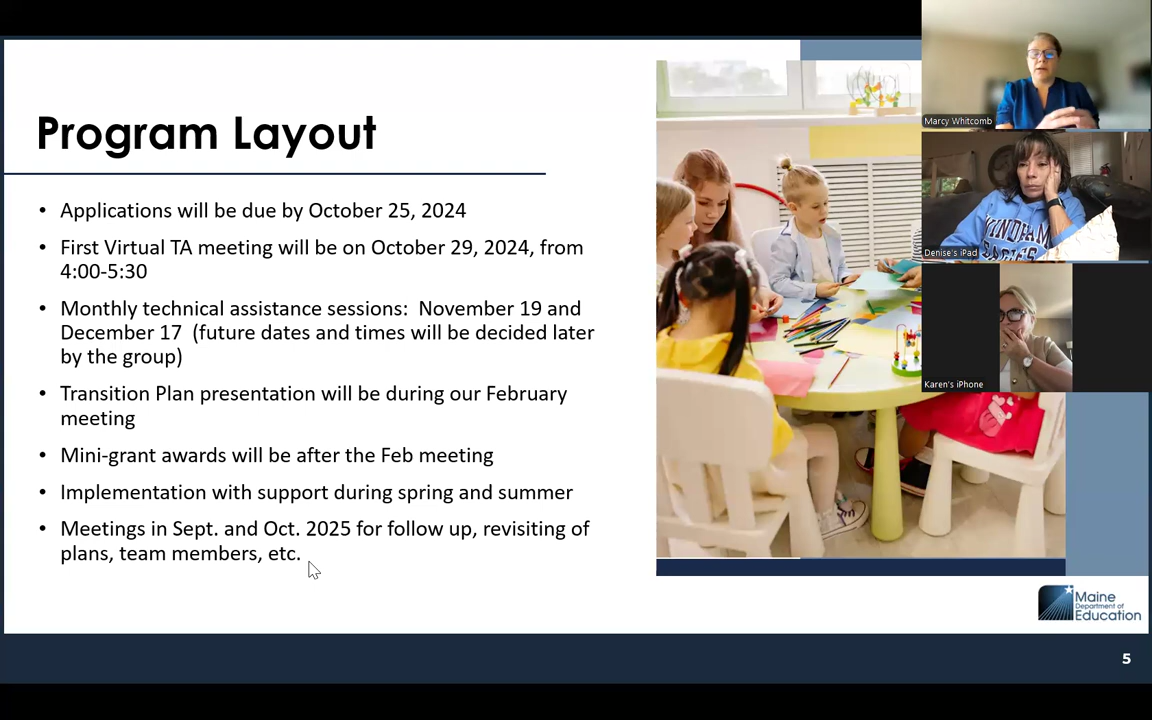 Program Layout
• Applications will be due by October 25, 2024
• First Virtual TA meeting will be on October 29, 2024, from
4:00-5:30
• Monthly technical assistance sessions:  November 19 and
December 17  (future dates and times will be decided later
by the group)
• Transition Plan presentation will be during our February
meeting
• Mini-grant awards will be after the Feb meeting
• Implementation with support during spring and summer
• Meetings in Sept. and Oct. 2025 for follow up, revisiting of
plans, team members, etc.
Marcy Whitcomb
WINDHAM
EAGLES
Denise's iPad
Karen's iPhone
Maine
Department of
Education
5